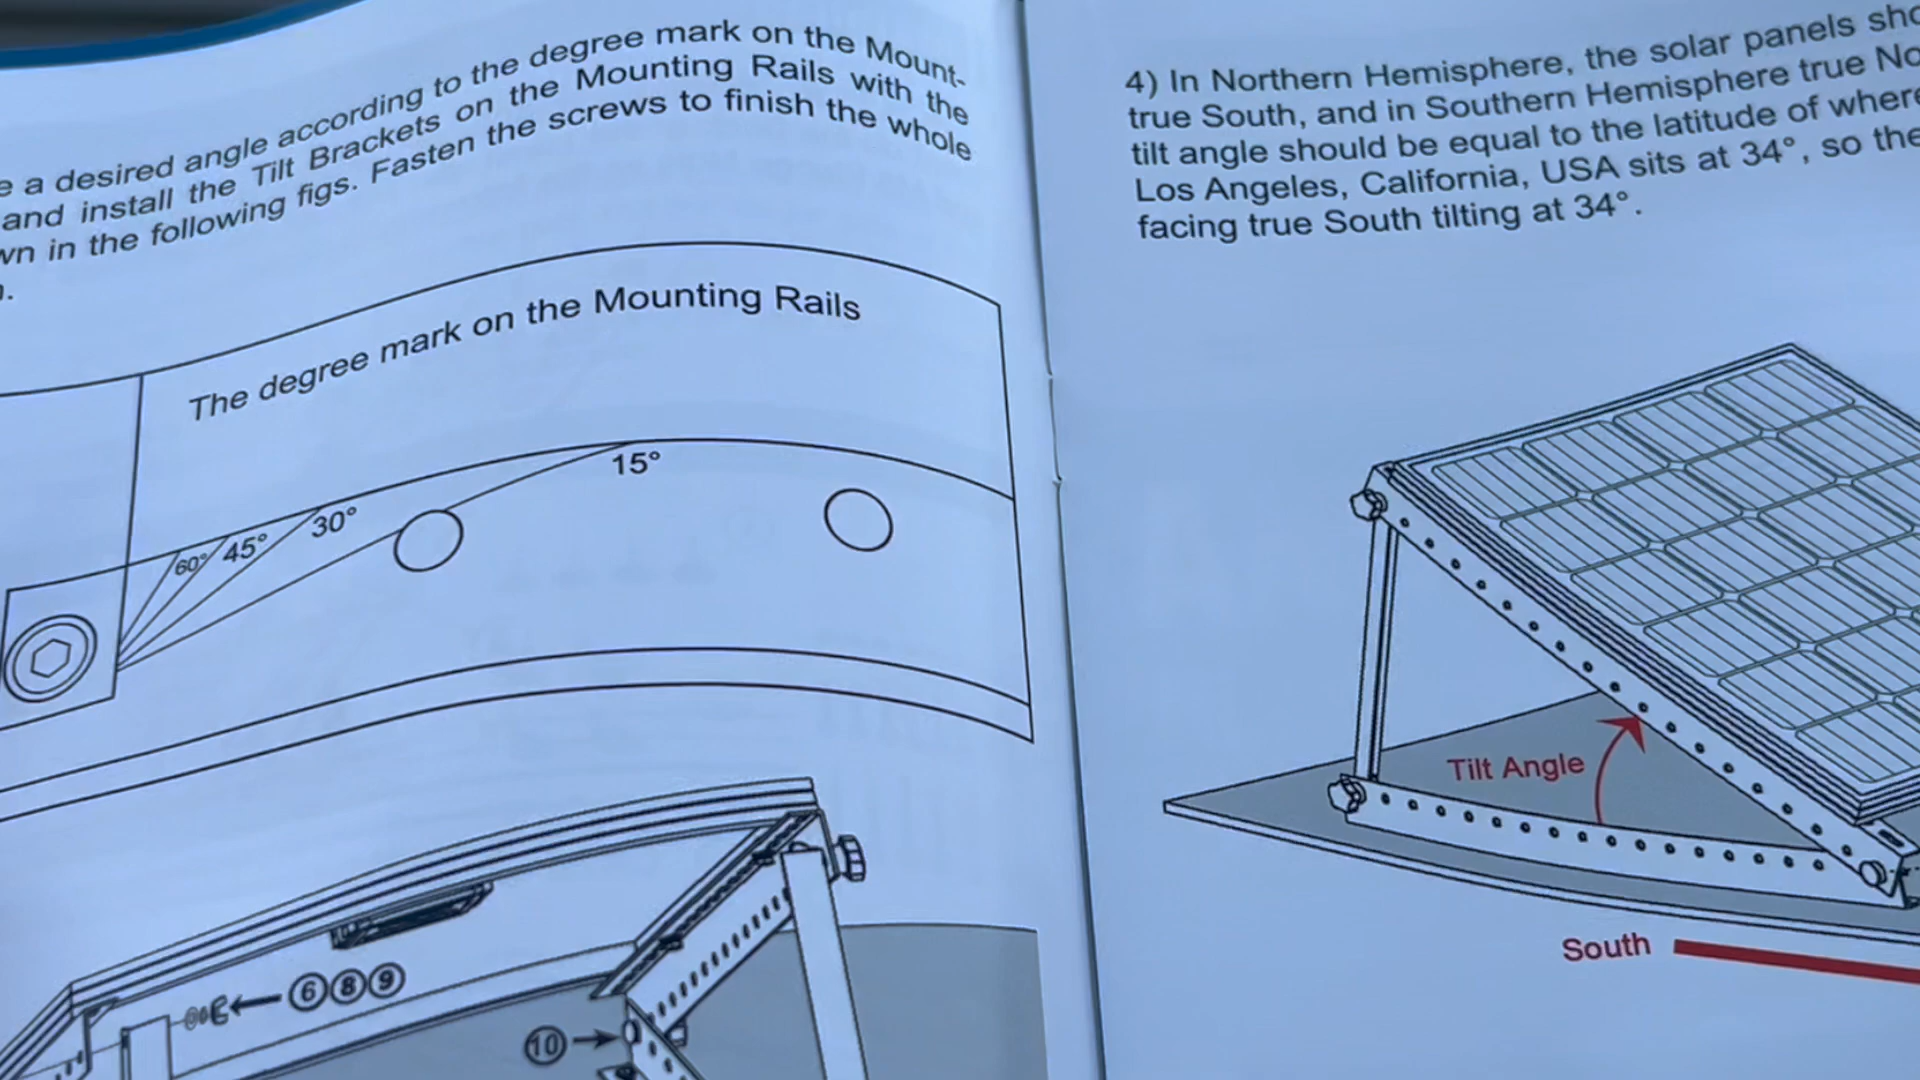 a desired angle according to the degree mark on the Mount-
and install the Tilt Brackets on the Mounting Rails with the
in the following figs. Fasten the screws to finish the whole
The degree mark on the Mounting Rails
60° 45° 30° 15°
6 8 9
10
4) In Northern Hemisphere, the solar panels
true South, and in Southern Hemisphere true
tilt angle should be equal to the latitude of where
Los Angeles, California, USA sits at 34°, so the
facing true South tilting at 34°.
Tilt Angle
South